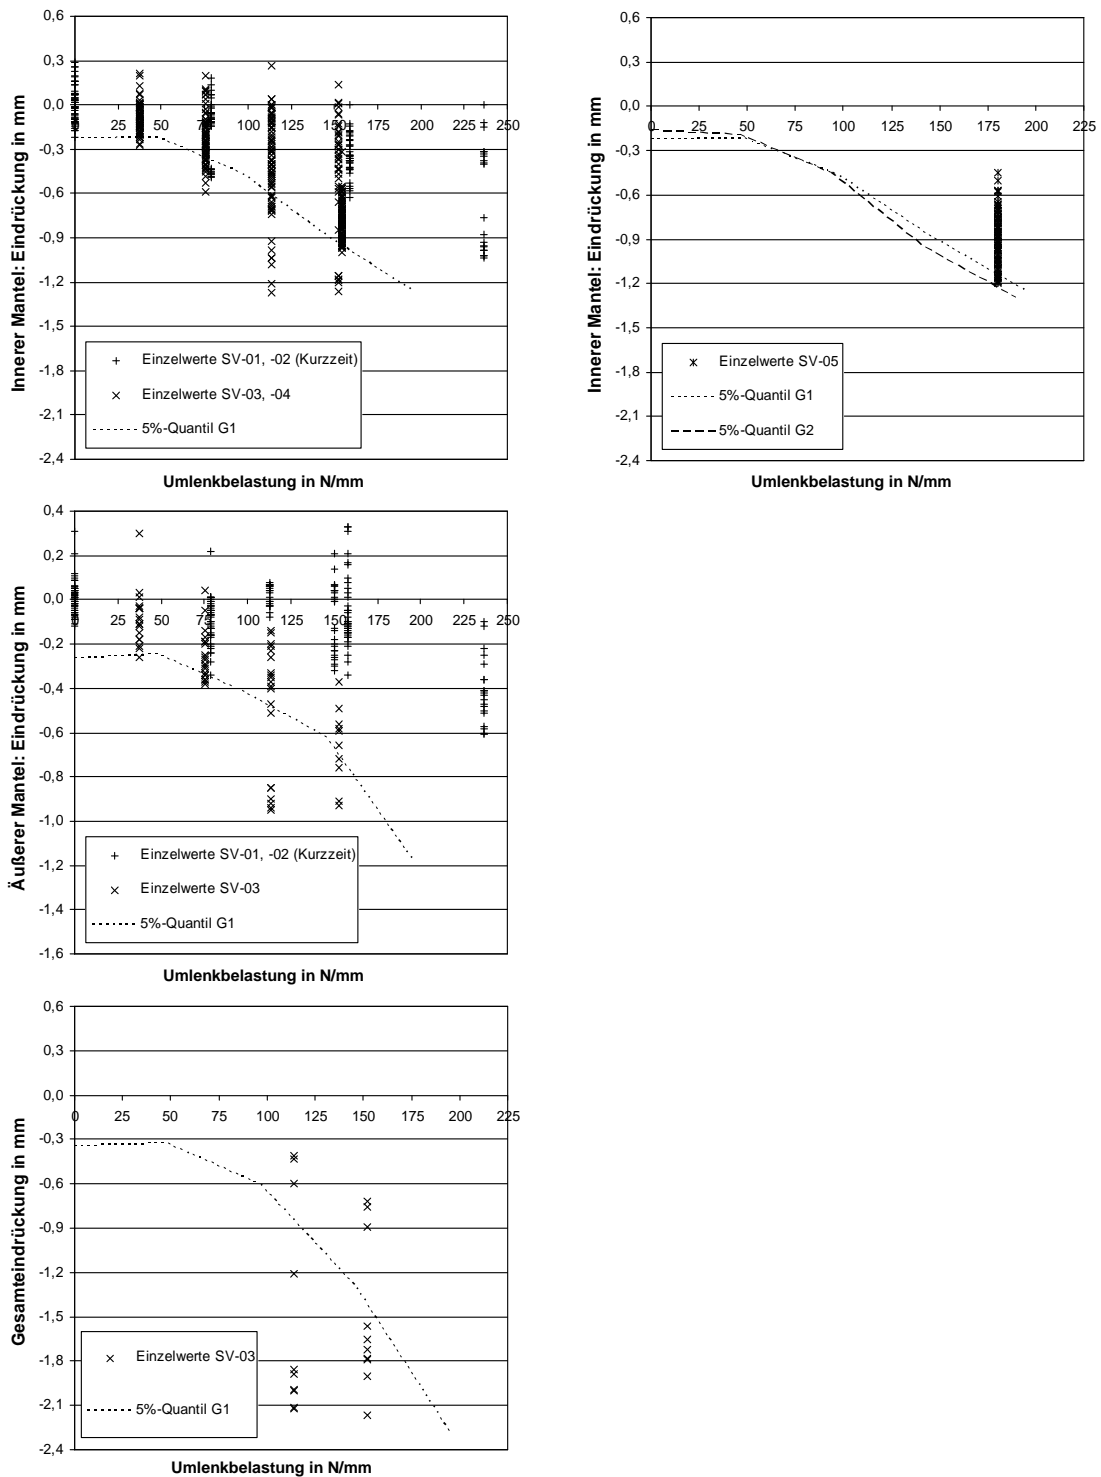 Innerer Mantel: Eindrückung in mm
0,6
0,3
0,0
-0,3
-0,6
-0,9
-1,2
-1,5
-1,8
-2,1
-2,4
0 25 50 75 100 125 150 175 200 225 250
Einzelwerte SV-01, -02 (Kurzzeit)
Einzelwerte SV-03, -04
5%-Quantil G1
Umlenkbelastung in N/mm
Innerer Mantel: Eindrückung in mm
0,6
0,3
0,0
-0,3
-0,6
-0,9
-1,2
-1,5
-1,8
-2,1
-2,4
0 25 50 75 100 125 150 175 200 225
Einzelwerte SV-05
5%-Quantil G1
5%-Quantil G2
Umlenkbelastung in N/mm
Äußerer Mantel: Eindrückung in mm
0,4
0,2
0,0
-0,2
-0,4
-0,6
-0,8
-1,0
-1,2
-1,4
-1,6
0 25 50 75 100 125 150 175 200 225 250
Einzelwerte SV-01, -02 (Kurzzeit)
Einzelwerte SV-03
5%-Quantil G1
Umlenkbelastung in N/mm
Gesamteindrückung in mm
0,6
0,3
0,0
-0,3
-0,6
-0,9
-1,2
-1,5
-1,8
-2,1
-2,4
0 25 50 75 100 125 150 175 200 225
Einzelwerte SV-03
5%-Quantil G1
Umlenkbelastung in N/mm